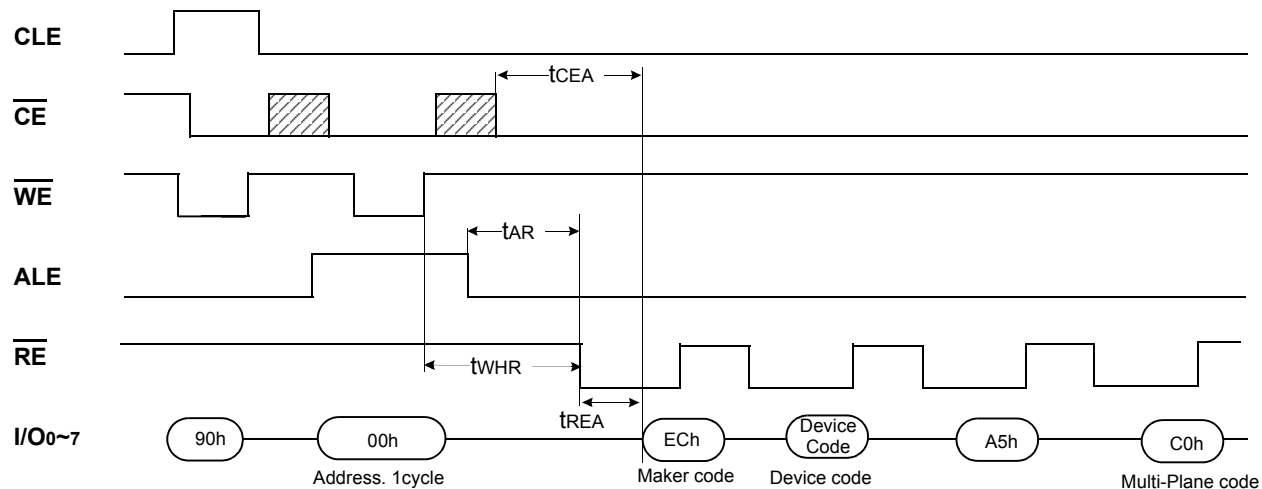 CLE
tCEA
CE
WE
tAR
ALE
RE
tWHR
tREA
I/O0~7
90h
00h
ECh
Device
Code
A5h
C0h
Address. 1cycle
Maker code
Device code
Multi-Plane code